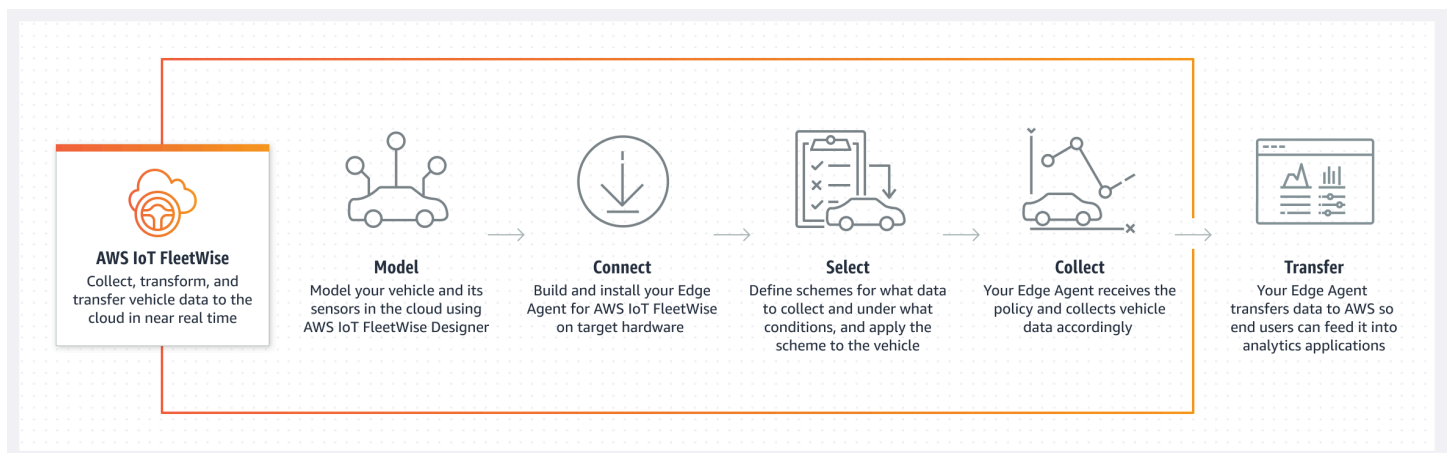 AWS IoT FleetWise
Collect, transform, and
transfer vehicle data to the
cloud in near real time
Model
Model your vehicle and its
sensors in the cloud using
AWS IoT FleetWise Designer
Connect
Build and install your Edge
Agent for AWS IoT FleetWise
on target hardware
Select
Define schemes for what data
to collect and under what
conditions, and apply the
scheme to the vehicle
Collect
Your Edge Agent receives the
policy and collects vehicle
data accordingly
Transfer
Your Edge Agent
transfers data to AWS so
end users can feed it into
analytics applications